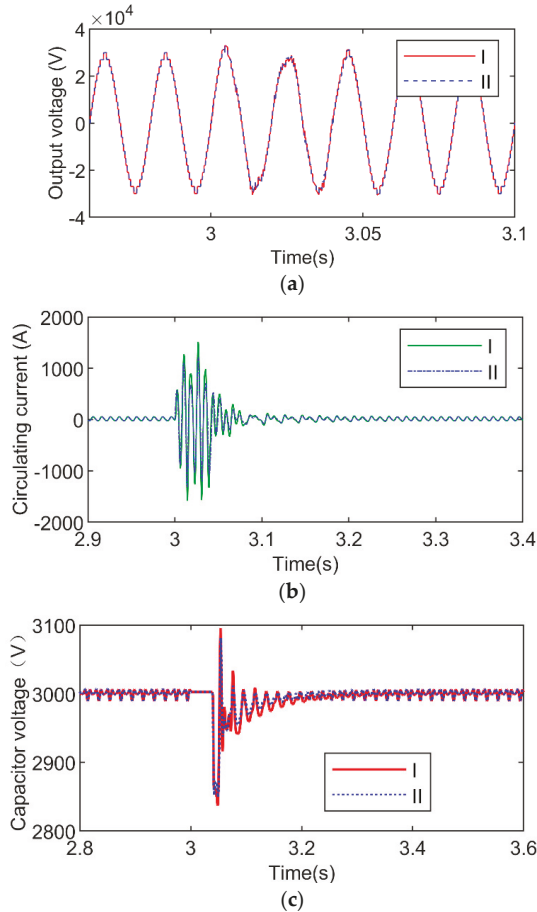 ×10⁴
Output voltage (V)
4
2
0
-2
-4
I
II
3
3.05
3.1
Time(s)
(a)
Circulating current (A)
2000
1000
0
-1000
-2000
I
II
2.9
3
3.1
3.2
3.3
3.4
Time(s)
(b)
Capacitor voltage（V）
3100
3000
2900
2800
I
II
2.8
3
3.2
3.4
3.6
Time(s)
(c)